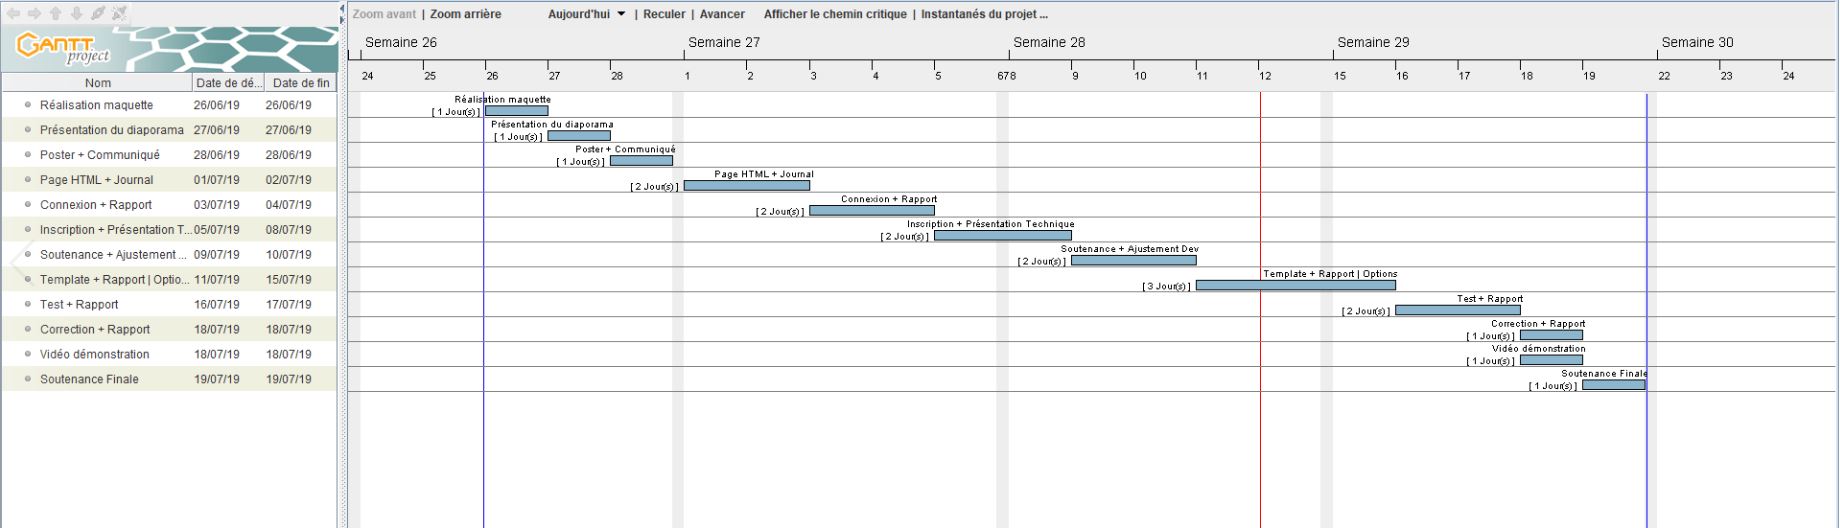 Zoom avant | Zoom arrière Aujourd'hui | Reculer | Avancer Afficher le chemin critique | Instantanés du projet ...
GANTT project
Semaine 26 Semaine 27 Semaine 28 Semaine 29 Semaine 30
24 25 26 27 28 1 2 3 4 5 6 7 8 9 10 11 12 15 16 17 18 19 22 23 24
Nom Date de dé... Date de fin
Réalisation maquette 26/06/19 26/06/19
Présentation du diaporama 27/06/19 27/06/19
Poster + Communiqué 28/06/19 28/06/19
Page HTML + Journal 01/07/19 02/07/19
Connexion + Rapport 03/07/19 04/07/19
Inscription + Présentation T... 05/07/19 08/07/19
Soutenance + Ajustement ... 09/07/19 10/07/19
Template + Rapport | Optio... 11/07/19 15/07/19
Test + Rapport 16/07/19 17/07/19
Correction + Rapport 18/07/19 18/07/19
Vidéo démonstration 18/07/19 18/07/19
Soutenance Finale 19/07/19 19/07/19
Réalisation maquette
[ 1 Jour(s) ]
Présentation du diaporama
[ 1 Jour(s) ]
Poster + Communiqué
[ 1 Jour(s) ]
Page HTML + Journal
[ 2 Jour(s) ]
Connexion + Rapport
[ 2 Jour(s) ]
Inscription + Présentation Technique
[ 2 Jour(s) ]
Soutenance + Ajustement Dev
[ 2 Jour(s) ]
Template + Rapport | Options
[ 3 Jour(s) ]
Test + Rapport
[ 2 Jour(s) ]
Correction + Rapport
[ 1 Jour(s) ]
Vidéo démonstration
[ 1 Jour(s) ]
Soutenance Finale
[ 1 Jour(s) ]